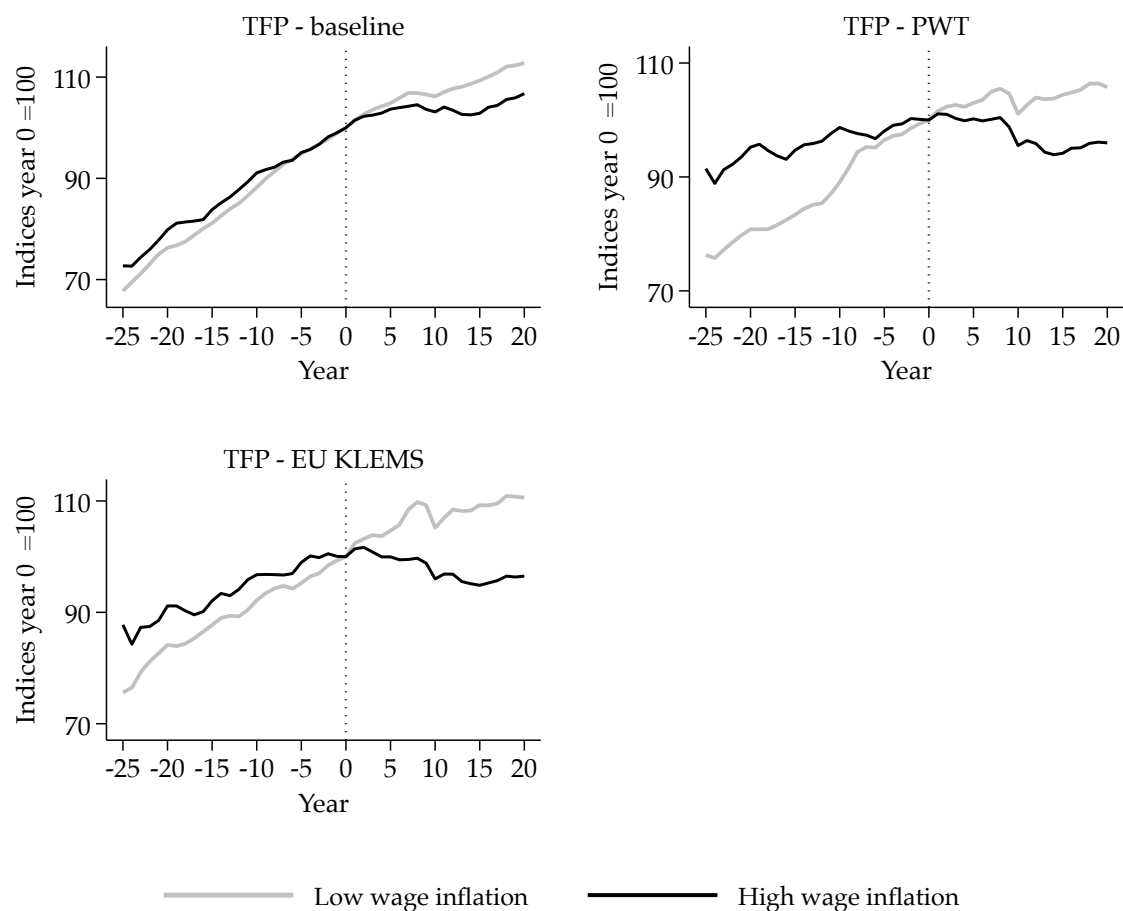 TFP - baseline
Indices year 0 =100
110
90
70
-25 -20 -15 -10 -5 0 5 10 15 20
Year
TFP - PWT
Indices year 0 =100
110
90
70
-25 -20 -15 -10 -5 0 5 10 15 20
Year
TFP - EU KLEMS
Indices year 0 =100
110
90
70
-25 -20 -15 -10 -5 0 5 10 15 20
Year
Low wage inflation
High wage inflation